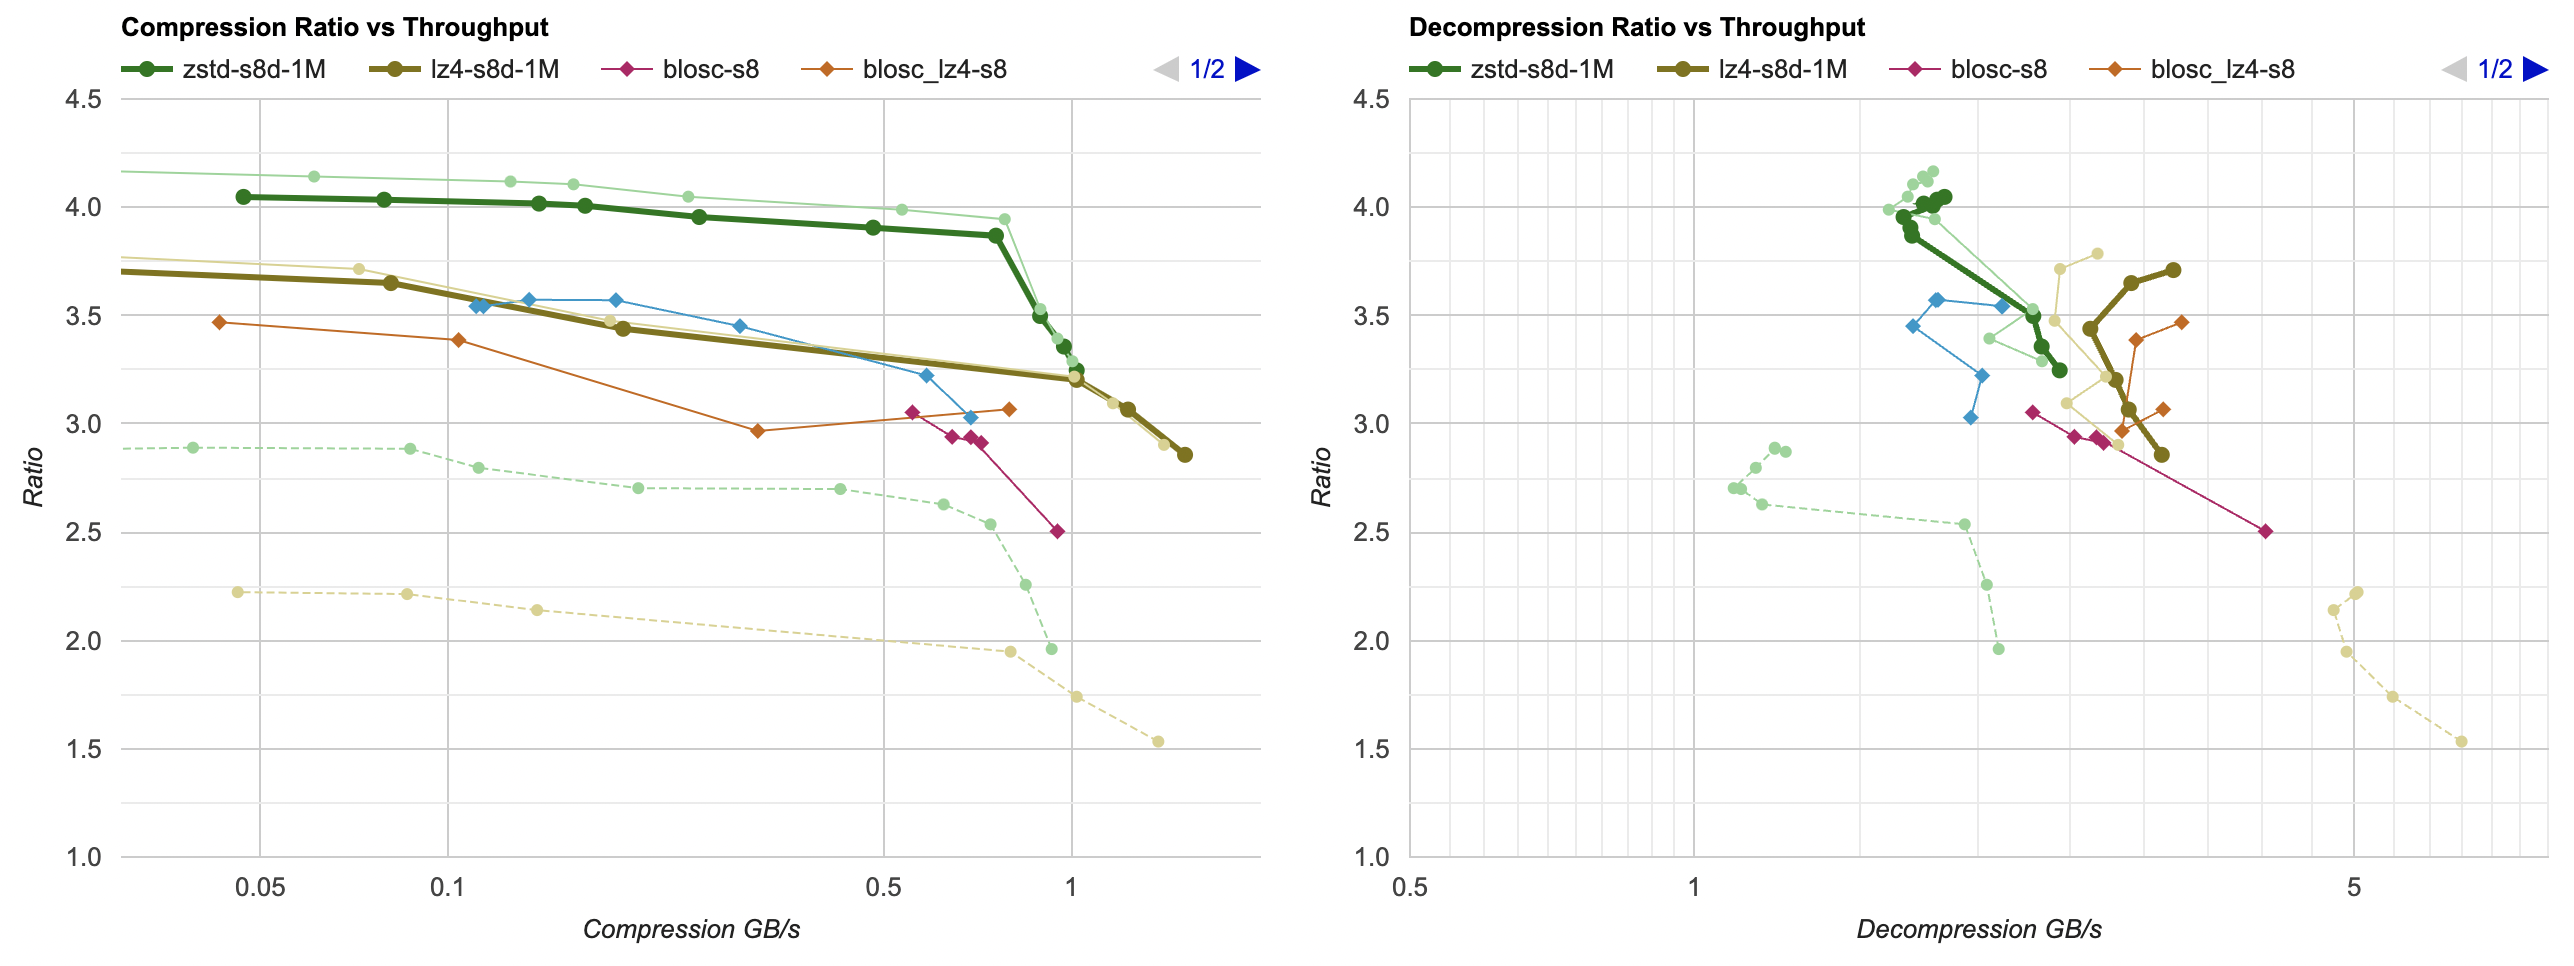 Compression Ratio vs Throughput
zstd-s8d-1M lz4-s8d-1M blosc-s8 blosc_lz4-s8 1/2
4.5
4.0
3.5
3.0
2.5
2.0
1.5
1.0
Ratio
0.05 0.1 0.5 1
Compression GB/s
Decompression Ratio vs Throughput
zstd-s8d-1M lz4-s8d-1M blosc-s8 blosc_lz4-s8 1/2
4.5
4.0
3.5
3.0
2.5
2.0
1.5
1.0
Ratio
0.5 1 5
Decompression GB/s